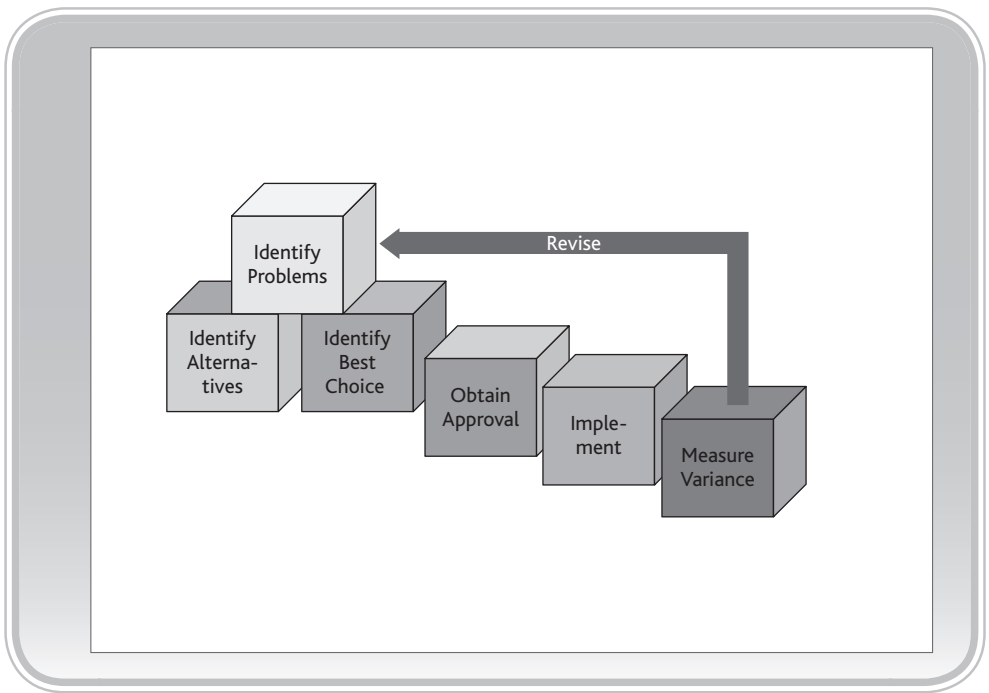 Identify
Problems
Revise
Identify
Alterna-
tives
Identify
Best
Choice
Obtain
Approval
Imple-
ment
Measure
Variance